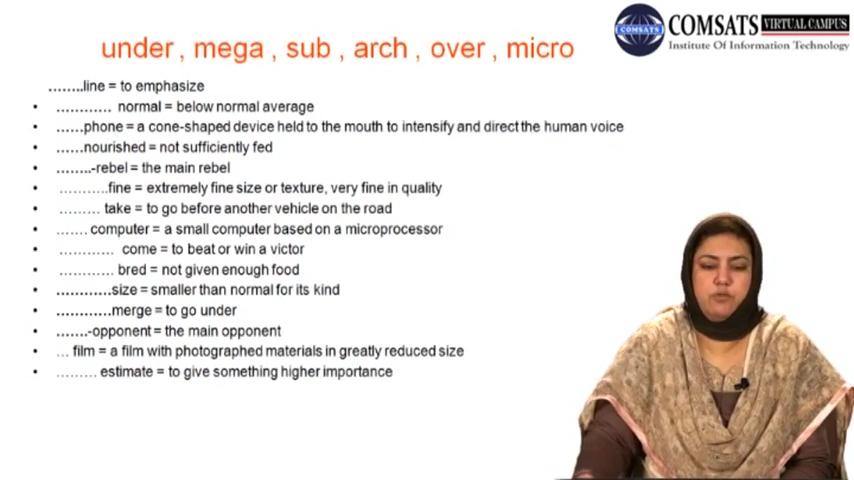 COMSATS VIRTUAL CAMPUS
Institute Of Information Technology
COMSATS
under , mega , sub , arch , over , micro
........line = to emphasize
• ............ normal = below normal average
• ......phone = a cone-shaped device held to the mouth to intensify and direct the human voice
• ......nourished = not sufficiently fed
• ........-rebel = the main rebel
• ...........fine = extremely fine size or texture, very fine in quality
• ......... take = to go before another vehicle on the road
• ....... computer = a small computer based on a microprocessor
• ............ come = to beat or win a victor
• ............ bred = not given enough food
• ............size = smaller than normal for its kind
• ............merge = to go under
• .......-opponent = the main opponent
• ... film = a film with photographed materials in greatly reduced size
• ......... estimate = to give something higher importance